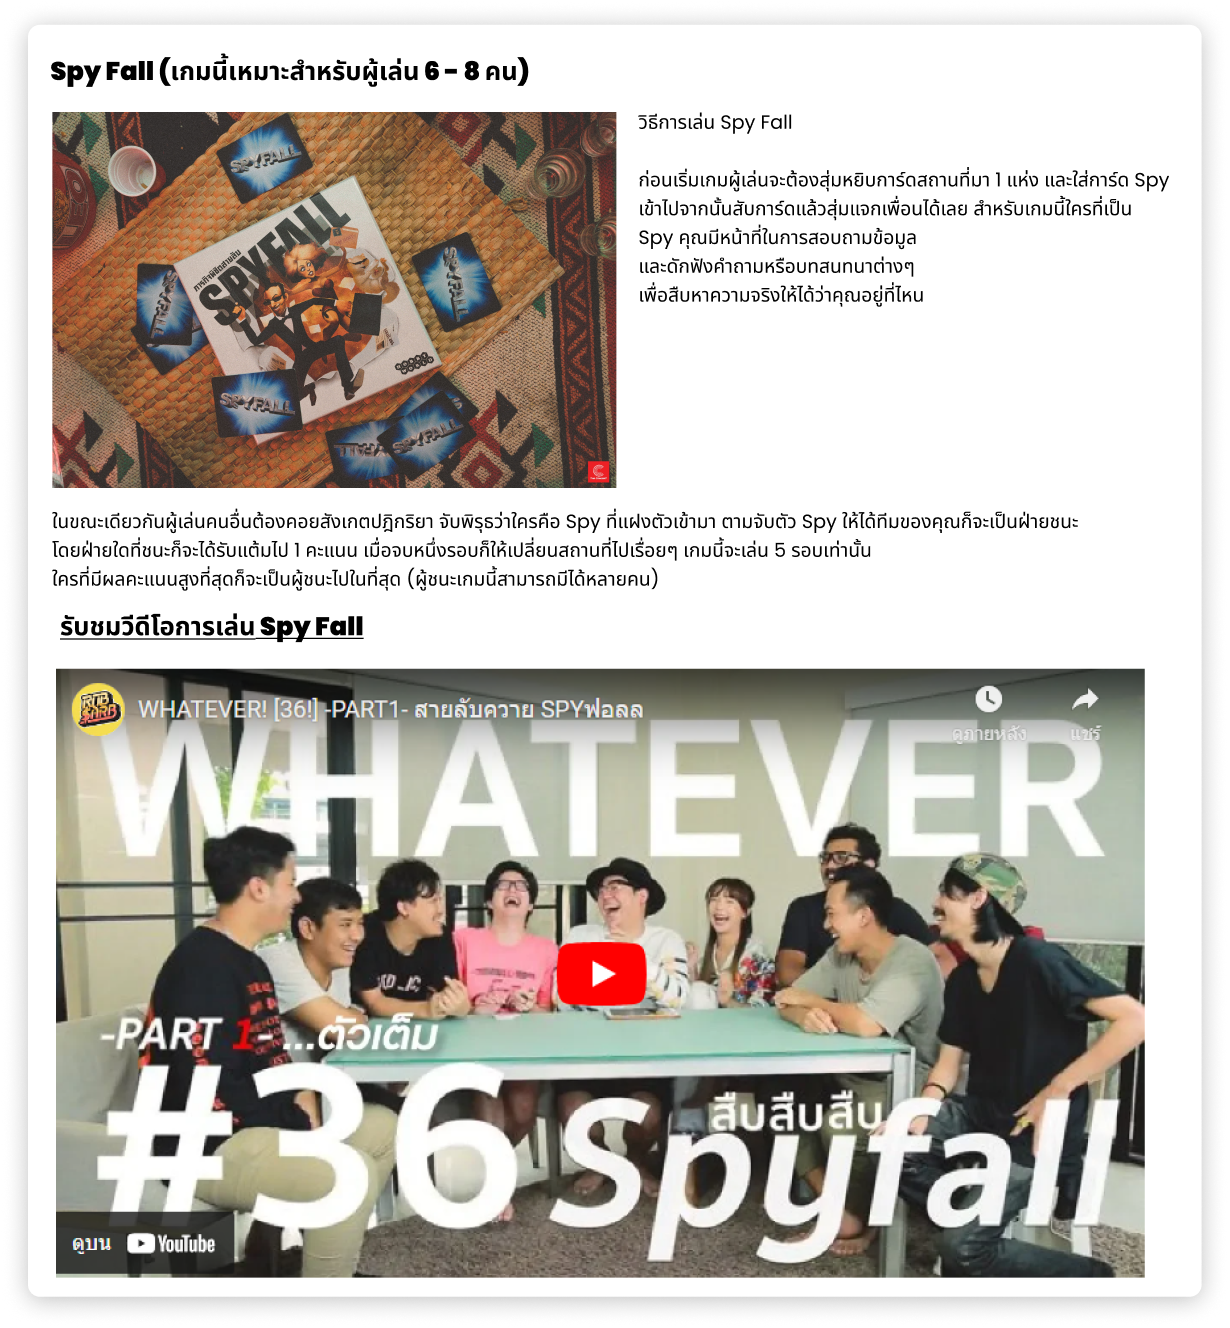 Spy Fall (เกมนี้เหมาะสำหรับผู้เล่น 6 - 8 คน)
SPYFALL
SPYFALL
SPYFALL
SPYFALL
SPYFALL
SPYFALL
วิธีการเล่น Spy Fall
ก่อนเริ่มเกมผู้เล่นจะต้องสุ่มหยิบการ์ดสถานที่มา 1 แห่ง และใส่การ์ด Spy
เข้าไปจากนั้นสับการ์ดแล้วสุ่มแจกเพื่อนได้เลย สำหรับเกมนี้ใครที่เป็น
Spy คุณมีหน้าที่ในการสอบถามข้อมูล
และดักฟังคำถามหรือบทสนทนาต่างๆ
เพื่อสืบหาความจริงให้ได้ว่าคุณอยู่ที่ไหน
ในขณะเดียวกันผู้เล่นคนอื่นต้องคอยสังเกตปฎิกริยา จับพิรุธว่าใครคือ Spy ที่แฝงตัวเข้ามา ตามจับตัว Spy ให้ได้ทีมของคุณก็จะเป็นฝ่ายชนะ
โดยฝ่ายใดที่ชนะก็จะได้รับแต้มไป 1 คะแนน เมื่อจบหนึ่งรอบก็ให้เปลี่ยนสถานที่ไปเรื่อยๆ เกมนี้จะเล่น 5 รอบเท่านั้น
ใครที่มีผลคะแนนสูงที่สุดก็จะเป็นผู้ชนะไปในที่สุด (ผู้ชนะเกมนี้สามารถมีได้หลายคน)
รับชมวีดีโอการเล่น Spy Fall
WHATEVER! [36!] -PART1- สายลับควาย SPYฟอลล
ดูภายหลัง
แชร์
WHATEVER
-PART 1- ...ตัวเต็ม
#36
สืบสืบสืบ
Spyfall
ดูบน YouTube